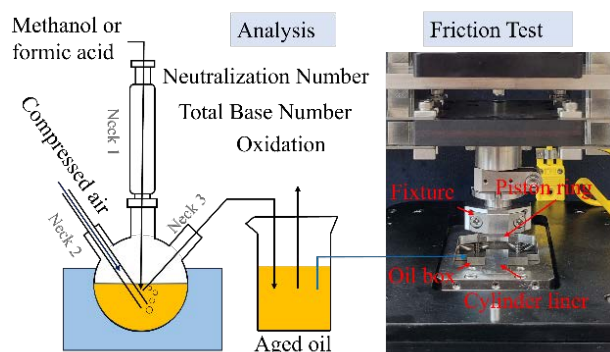 Methanol or
formic acid
Neck 1
Compressed air
Neck 2
Neck 3
Analysis
Neutralization Number
Total Base Number
Oxidation
Aged oil
Friction Test
Fixture
Piston ring
Oil box
Cylinder liner